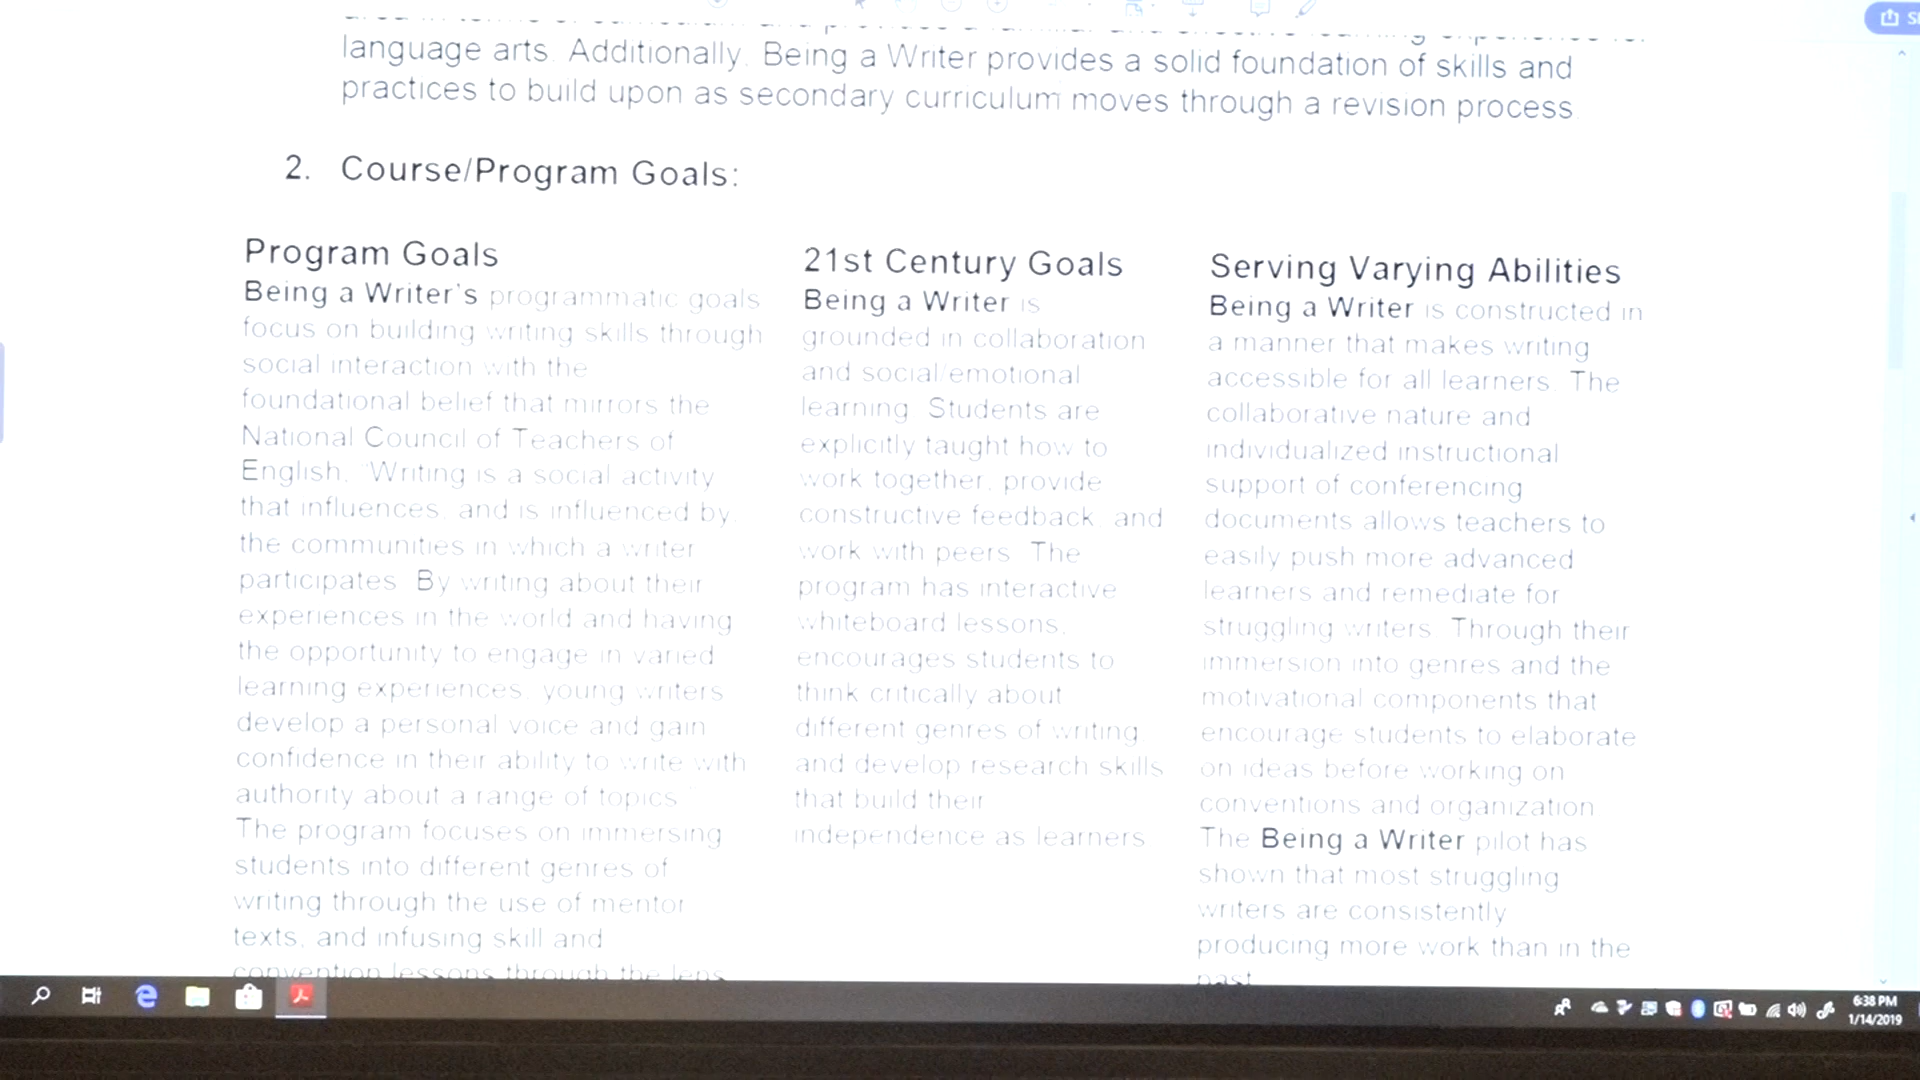 language arts. Additionally, Being a Writer provides a solid foundation of skills and
practices to build upon as secondary curriculum moves through a revision process.
2. Course/Program Goals:
Program Goals
Being a Writer's programmatic goals
focus on building writing skills through
social interaction with the
foundational belief that mirrors the
National Council of Teachers of
English, "Writing is a social activity
that influences, and is influenced by,
the communities in which a writer
participates. By writing about their
experiences in the world and having
the opportunity to engage in varied
learning experiences, young writers
develop a personal voice and gain
confidence in their ability to write with
authority about a range of topics."
The program focuses on immersing
students into different genres of
writing through the use of mentor
texts, and infusing skill and
convention lessons through the lens
21st Century Goals
Being a Writer is
grounded in collaboration
and social/emotional
learning. Students are
explicitly taught how to
work together, provide
constructive feedback, and
work with peers. The
program has interactive
whiteboard lessons,
encourages students to
think critically about
different genres of writing
and develop research skills
that build their
independence as learners.
Serving Varying Abilities
Being a Writer is constructed in
a manner that makes writing
accessible for all learners. The
collaborative nature and
individualized instructional
support of conferencing
documents allows teachers to
easily push more advanced
learners and remediate for
struggling writers. Through their
immersion into genres and the
motivational components that
encourage students to elaborate
on ideas before working on
conventions and organization.
The Being a Writer pilot has
shown that most struggling
writers are consistently
producing more work than in the
past.
6:38 PM
1/14/2019